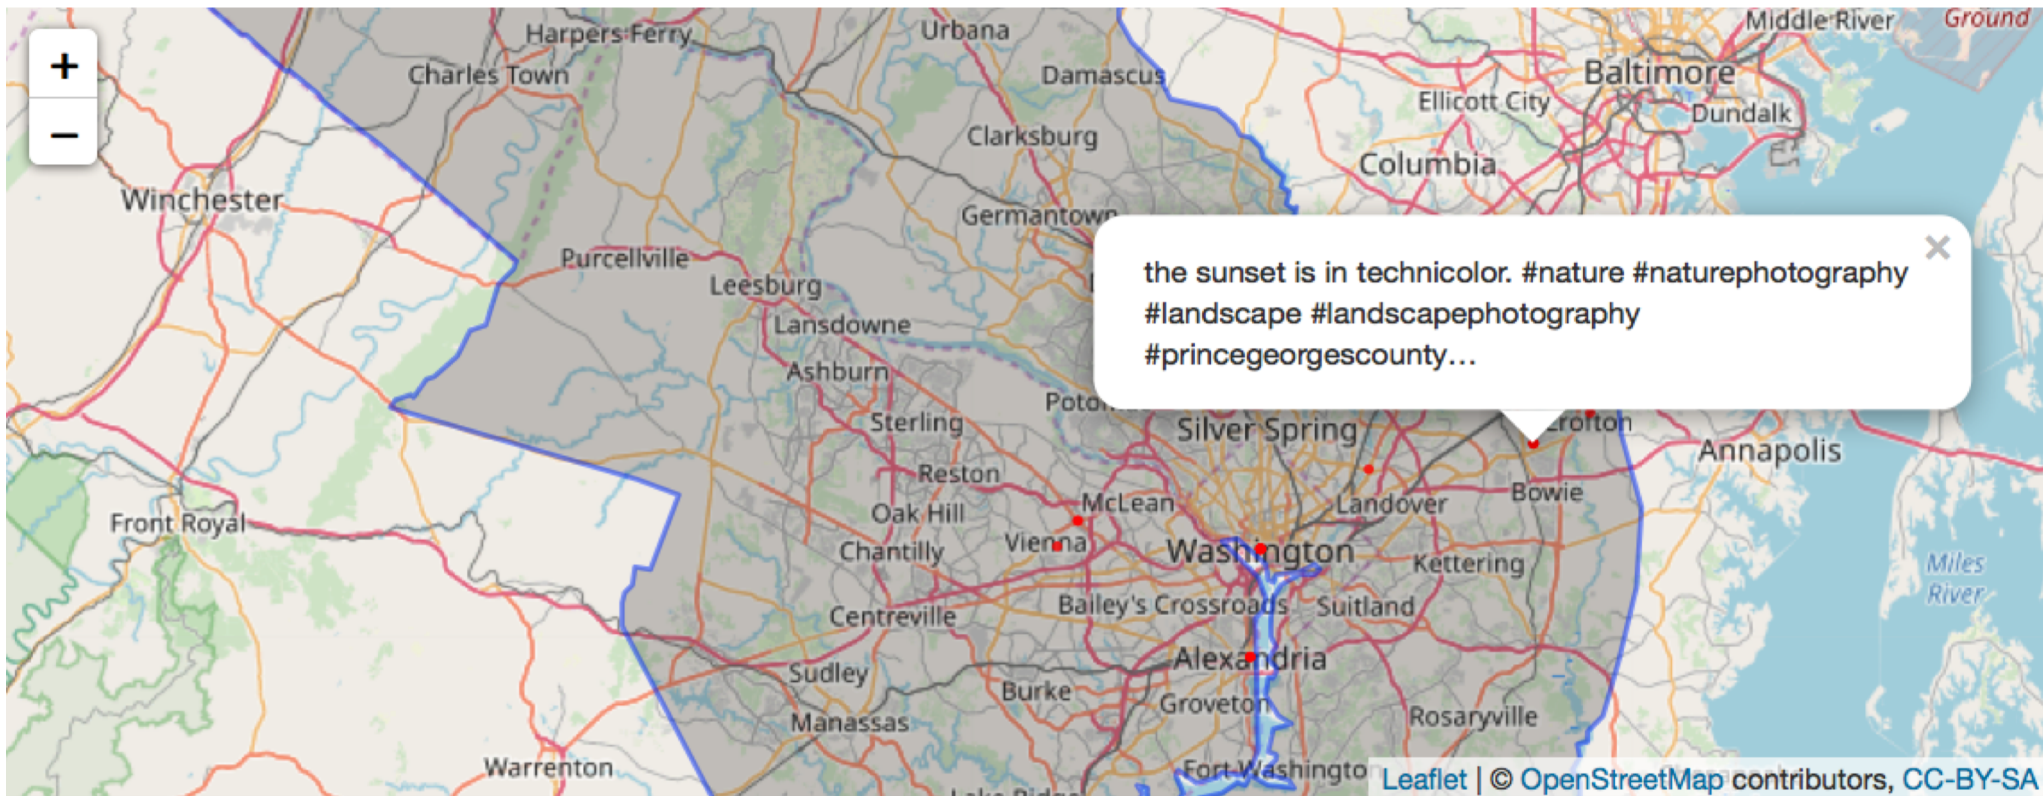 +
−
Harpers Ferry
Urbana
Middle River
Ground
Charles Town
Damascus
Baltimore
Ellicott City
Dundalk
Clarksburg
Columbia
Winchester
Germantown
Purcellville
Leesburg
×
the sunset is in technicolor. #nature #naturephotography
#landscape #landscapephotography
#princegeorgescounty…
Lansdowne
Ashburn
Sterling
Silver Spring
Crofton
Annapolis
Reston
McLean
Landover
Bowie
Oak Hill
Front Royal
Vienna
Chantilly
Washington
Kettering
Miles
River
Centreville
Bailey's Crossroads
Suitland
Alexandria
Sudley
Burke
Groveton
Manassas
Rosaryville
Warrenton
Fort Washington
Leaflet | © OpenStreetMap contributors, CC-BY-SA